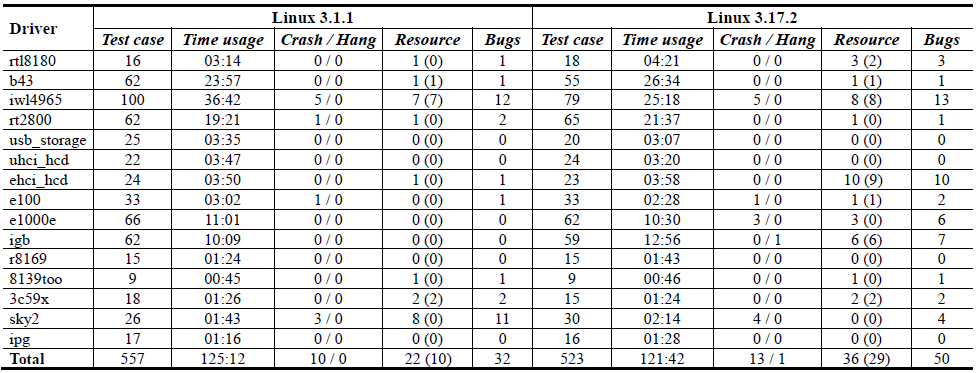 Driver Linux 3.1.1 Linux 3.17.2
Test case Time usage Crash / Hang Resource Bugs Test case Time usage Crash / Hang Resource Bugs
rtl8180 16 03:14 0 / 0 1 (0) 1 18 04:21 0 / 0 3 (2) 3
b43 62 23:57 0 / 0 1 (1) 1 55 26:34 0 / 0 1 (1) 1
iwl4965 100 36:42 5 / 0 7 (7) 12 79 25:18 5 / 0 8 (8) 13
rt2800 62 19:21 1 / 0 1 (0) 2 65 21:37 0 / 0 1 (0) 1
usb_storage 25 03:35 0 / 0 0 (0) 0 20 03:07 0 / 0 0 (0) 0
uhci_hcd 22 03:47 0 / 0 0 (0) 0 24 03:20 0 / 0 0 (0) 0
ehci_hcd 24 03:50 0 / 0 1 (0) 1 23 03:58 0 / 0 10 (9) 10
e100 33 03:02 1 / 0 0 (0) 1 33 02:28 1 / 0 1 (1) 2
e1000e 66 11:01 0 / 0 0 (0) 0 62 10:30 3 / 0 3 (0) 6
igb 62 10:09 0 / 0 0 (0) 0 59 12:56 0 / 1 6 (6) 7
r8169 15 01:24 0 / 0 0 (0) 0 15 01:43 0 / 0 0 (0) 0
8139too 9 00:45 0 / 0 1 (0) 1 9 00:46 0 / 0 1 (0) 1
3c59x 18 01:26 0 / 0 2 (2) 2 15 01:24 0 / 0 2 (2) 2
sky2 26 01:43 3 / 0 8 (0) 11 30 02:14 4 / 0 0 (0) 4
ipg 17 01:16 0 / 0 0 (0) 0 16 01:28 0 / 0 0 (0) 0
Total 557 125:12 10 / 0 22 (10) 32 523 121:42 13 / 1 36 (29) 50